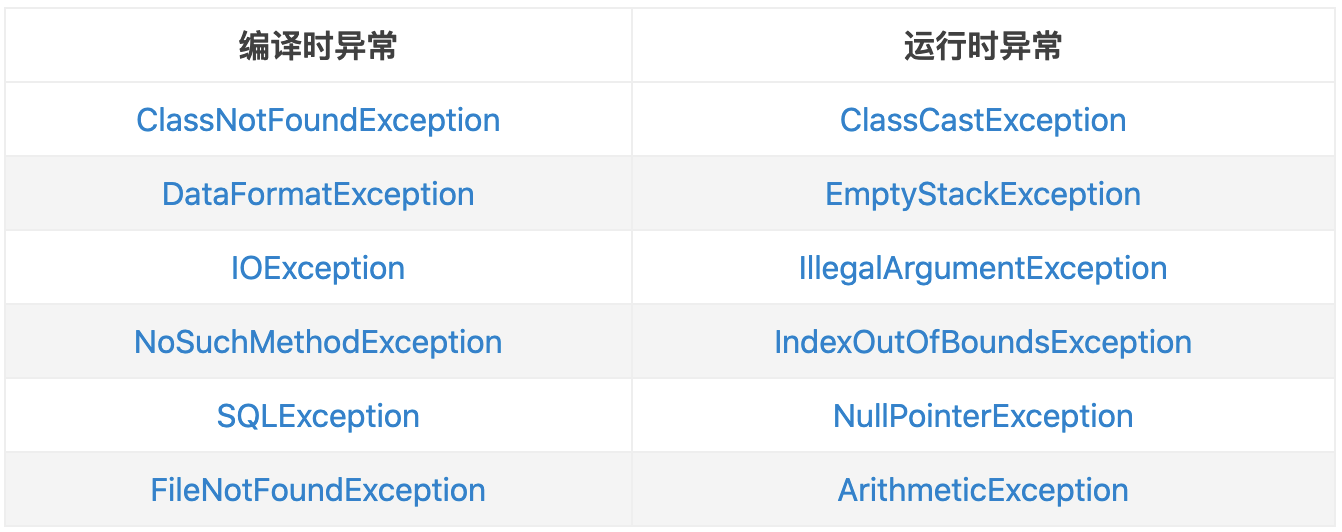 编译时异常 运行时异常
ClassNotFoundException ClassCastException
DataFormatException EmptyStackException
IOException IllegalArgumentException
NoSuchMethodException IndexOutOfBoundsException
SQLException NullPointerException
FileNotFoundException ArithmeticException